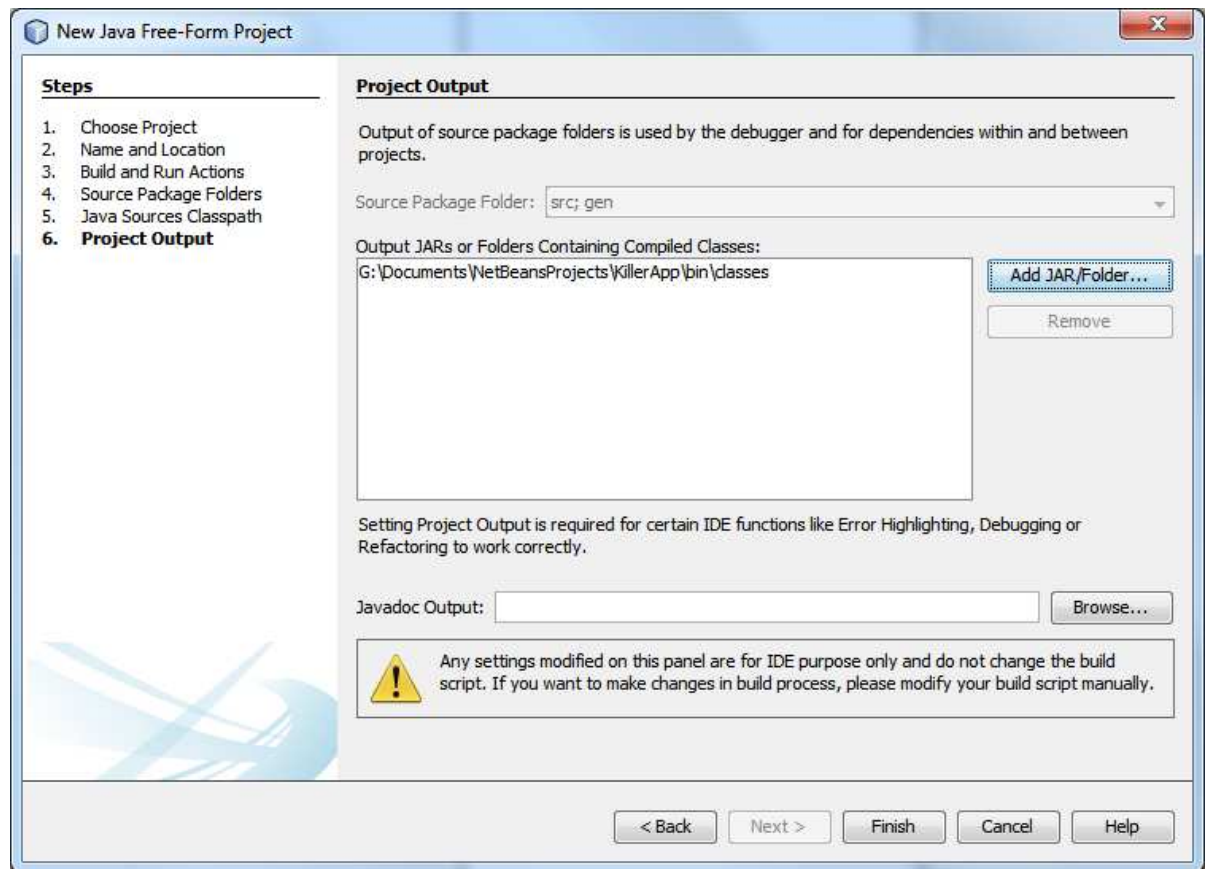 New Java Free-Form Project
Steps
1. Choose Project
2. Name and Location
3. Build and Run Actions
4. Source Package Folders
5. Java Sources Classpath
6. Project Output
Project Output
Output of source package folders is used by the debugger and for dependencies within and between
projects.
Source Package Folder: src; gen
Output JARs or Folders Containing Compiled Classes:
G:\Documents\NetBeansProjects\KillerApp\bin\classes
Add JAR/Folder...
Remove
Setting Project Output is required for certain IDE functions like Error Highlighting, Debugging or
Refactoring to work correctly.
Javadoc Output:
Browse...
Any settings modified on this panel are for IDE purpose only and do not change the build
script. If you want to make changes in build process, please modify your build script manually.
< Back
Next >
Finish
Cancel
Help